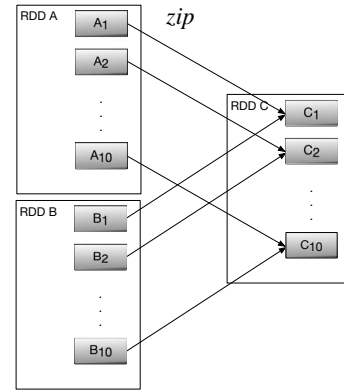 RDD A
A1
zip
A2
.
.
.
A10
RDD B
B1
B2
.
.
.
B10
RDD C
C1
C2
.
.
.
C10